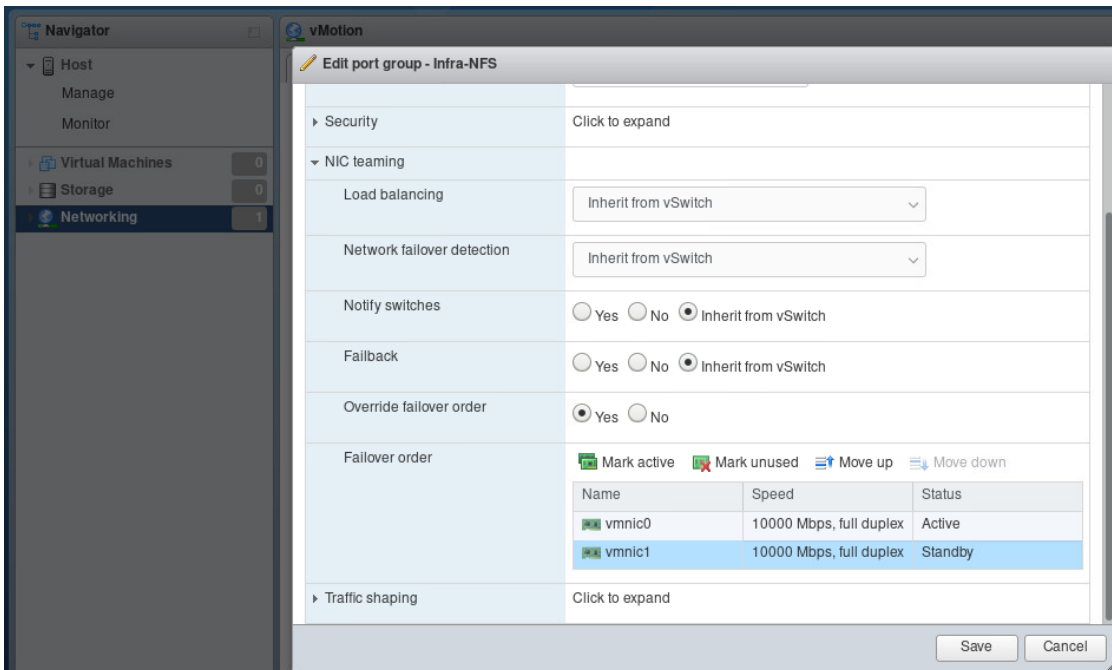 Navigator
vMotion
Host
Edit port group - Infra-NFS
Manage
Monitor
Security Click to expand
NIC teaming
Virtual Machines 0
Storage 0
Networking 1
Load balancing Inherit from vSwitch
Network failover detection Inherit from vSwitch
Notify switches Yes No Inherit from vSwitch
Failback Yes No Inherit from vSwitch
Override failover order Yes No
Failover order Mark active Mark unused Move up Move down
Name Speed Status
vmnic0 10000 Mbps, full duplex Active
vmnic1 10000 Mbps, full duplex Standby
Traffic shaping Click to expand
Save Cancel